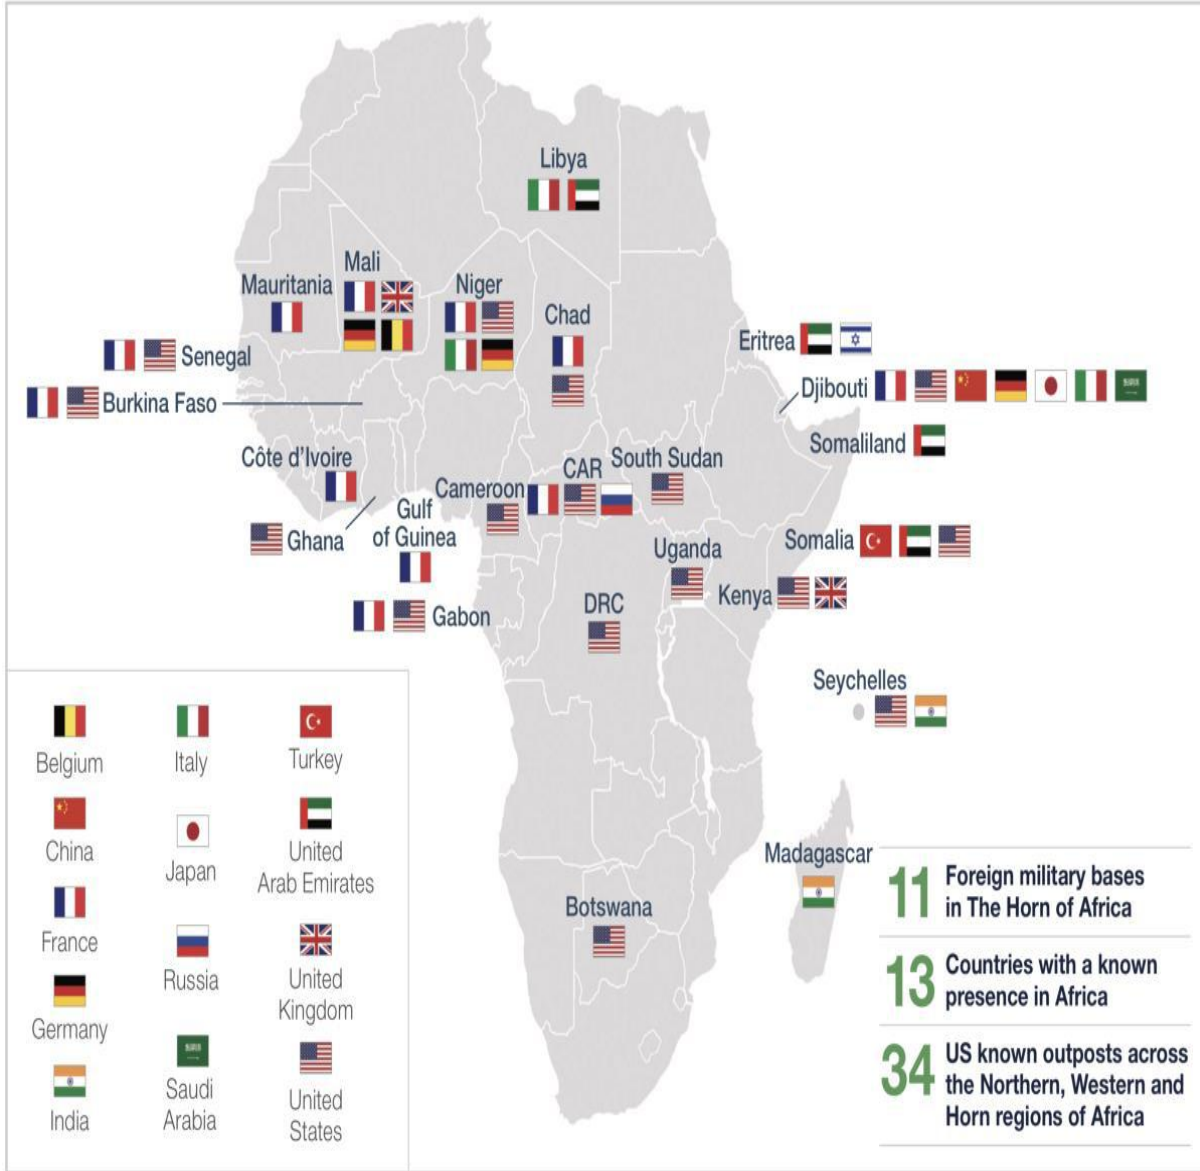 Libya
Mali
Mauritania
Niger
Chad
Eritrea
Senegal
Djibouti
Burkina Faso
Somaliland
Côte d'Ivoire
CAR
South Sudan
Cameroon
Gulf
of Guinea
Ghana
Somalia
Uganda
Kenya
DRC
Gabon
Seychelles
Madagascar
Botswana
Belgium
Italy
Turkey
China
Japan
United
Arab Emirates
France
Russia
United
Kingdom
Germany
Saudi
Arabia
India
United
States
11 Foreign military bases
in The Horn of Africa
13 Countries with a known
presence in Africa
34 US known outposts across
the Northern, Western and
Horn regions of Africa